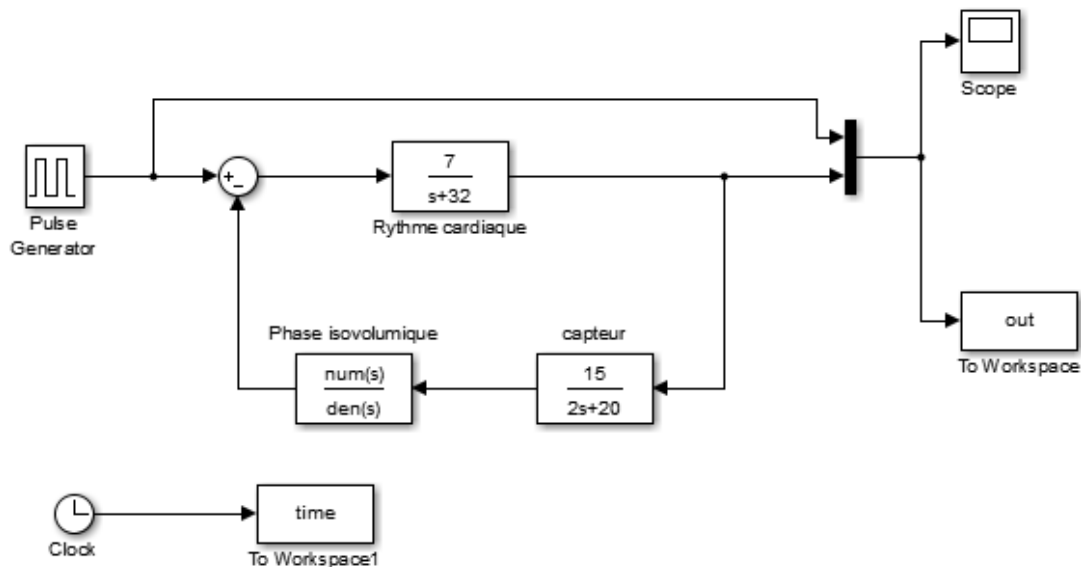 Scope
+
-
7
s+32
Rythme cardiaque
Pulse
Generator
Phase isovolumique
num(s)
den(s)
capteur
15
2s+20
out
To Workspace
time
To Workspace1
Clock